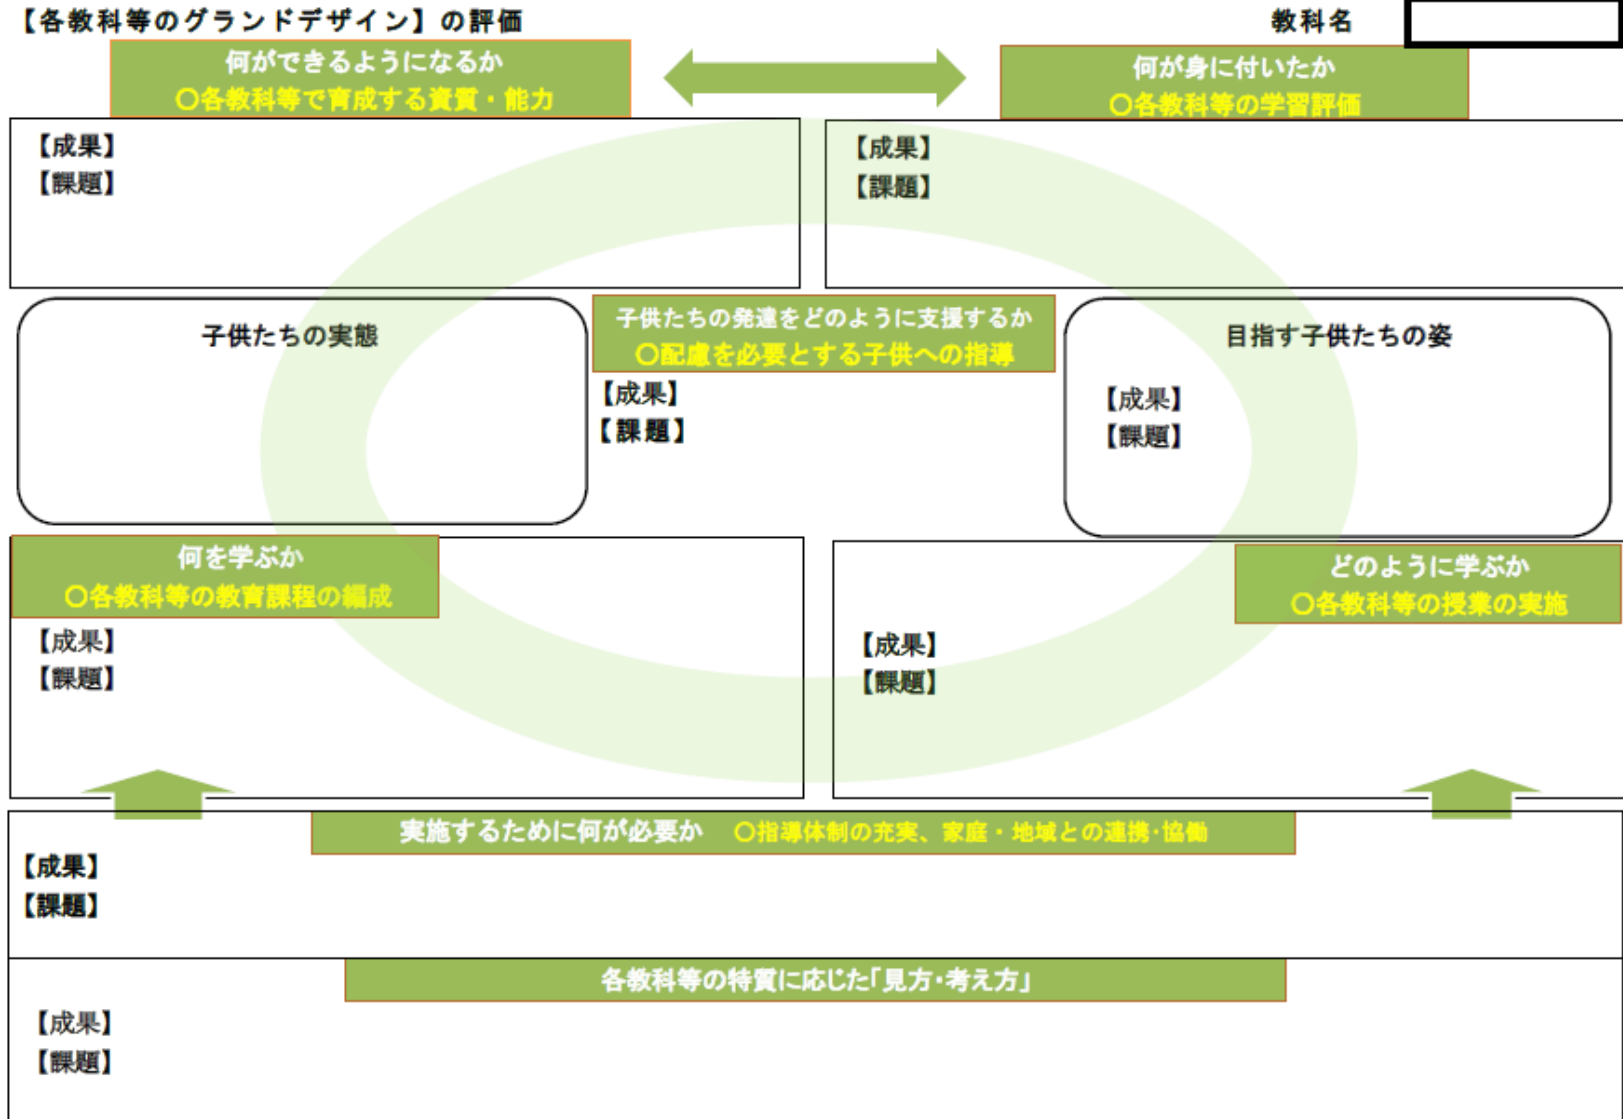 【各教科等のグランドデザイン】の評価
教科名
何ができるようになるか
〇各教科等で育成する資質・能力
何が身に付いたか
〇各教科等の学習評価
【成果】
【課題】
【成果】
【課題】
子供たちの実態
子供たちの発達をどのように支援するか
〇配慮を必要とする子供への指導
【成果】
【課題】
目指す子供たちの姿
【成果】
【課題】
何を学ぶか
〇各教科等の教育課程の編成
【成果】
【課題】
どのように学ぶか
〇各教科等の授業の実施
【成果】
【課題】
実施するために何が必要か　〇指導体制の充実、家庭・地域との連携・協働
【成果】
【課題】
各教科等の特質に応じた「見方・考え方」
【成果】
【課題】